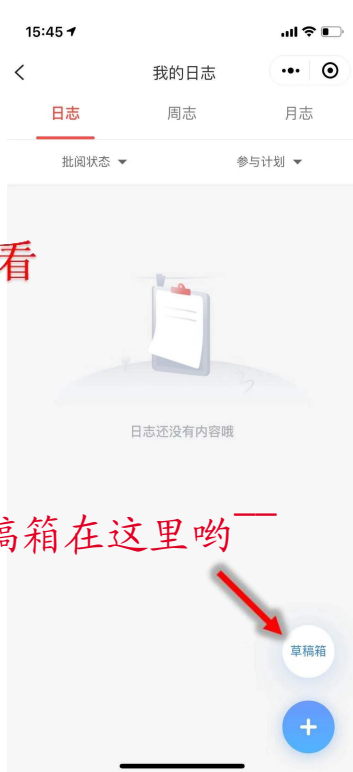 15:45
我的日志
日志 周志 月志
批阅状态 参与计划
看
日志还没有内容哦
稿箱在这里哟
草稿箱